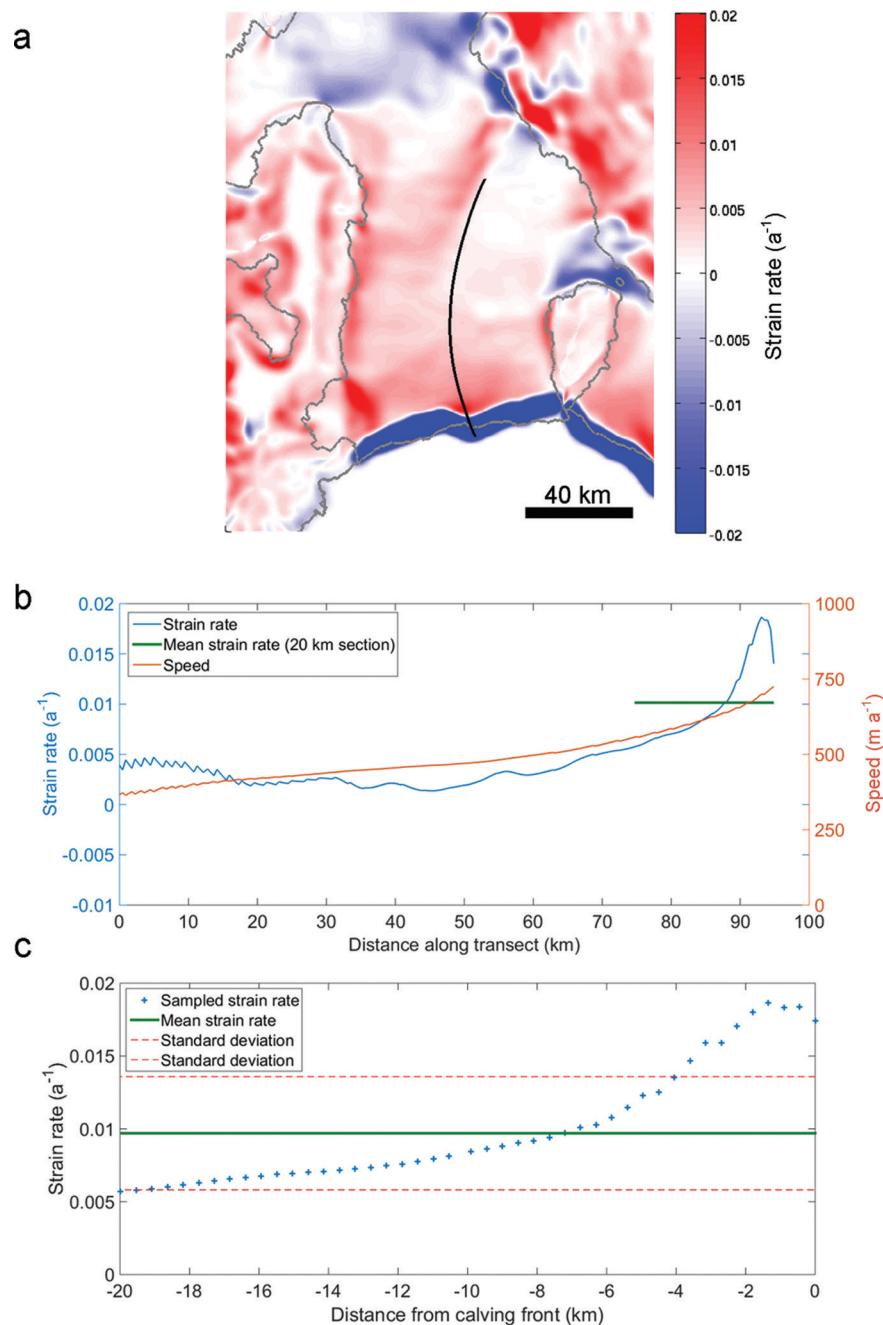 a
0.02
0.015
0.01
0.005
0
-0.005
-0.01
-0.015
-0.02
Strain rate (a-1)
40 km
b
Strain rate
Mean strain rate (20 km section)
Speed
0.02
0.015
0.01
0.005
0
-0.005
-0.01
Strain rate (a-1)
1000
750
500
250
0
Speed (m a-1)
0 10 20 30 40 50 60 70 80 90 100
Distance along transect (km)
c
Sampled strain rate
Mean strain rate
Standard deviation
Standard deviation
0.02
0.015
0.01
0.005
0
Strain rate (a-1)
-20 -18 -16 -14 -12 -10 -8 -6 -4 -2 0
Distance from calving front (km)